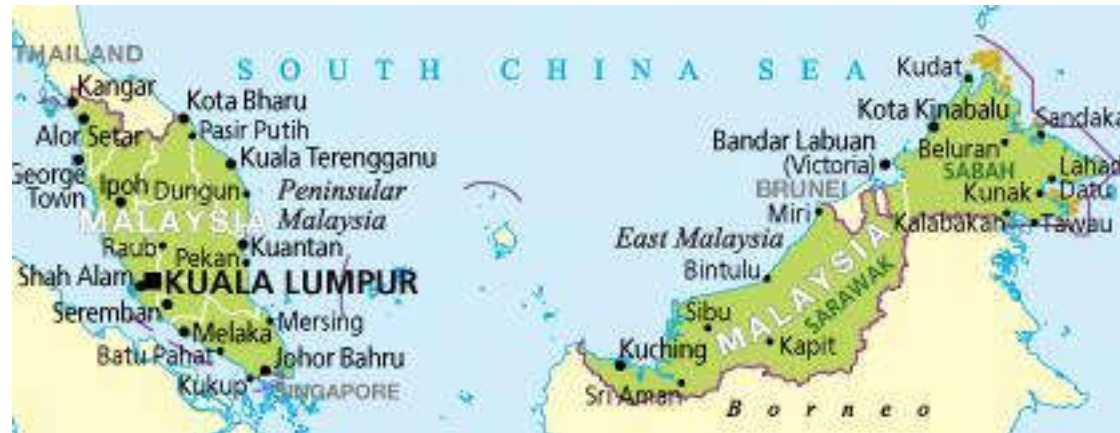 THAILAND
SOUTH CHINA SEA
Kangar
Kota Bharu
Alor Setar
Pasir Putih
George
Town
Kuala Terengganu
Ipoh
Dungun
Peninsular
Malaysia
MALAYSIA
Raub
Kuantan
Pekan
Shah Alam
KUALA LUMPUR
Seremban
Melaka
Mersing
Batu Pahat
Johor Bahru
Kukup
SINGAPORE
Kudat
Kota Kinabalu
Sandaka
Bandar Labuan
(Victoria)
Beluran
SABAH
Lahad
Datu
BRUNEI
Kunak
Miri
Kalabakan
Tawau
East Malaysia
Bintulu
MALAYSIA
SARAWAK
Sibu
Kuching
Kapit
Sri Aman
Borneo